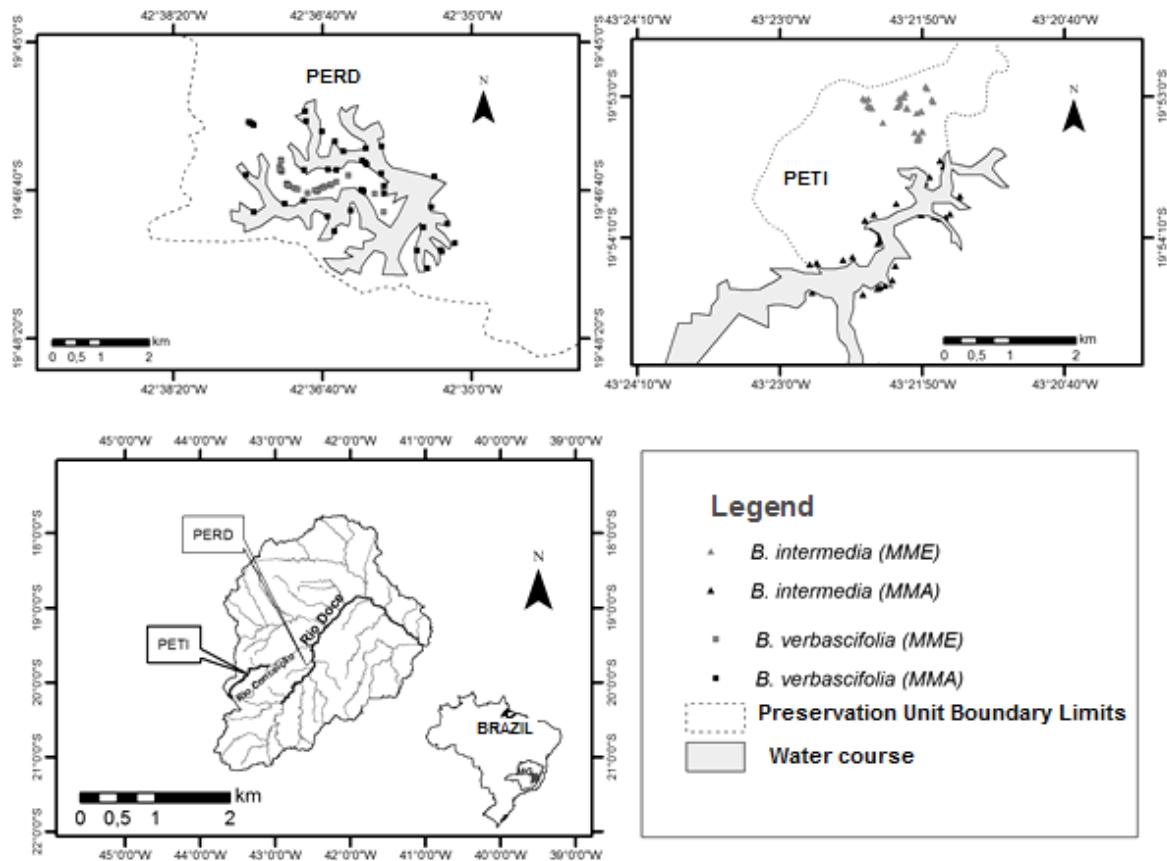 42°38'20"W 42°36'40"W 42°35'0"W
19°45'0"S
19°46'40"S
19°48'20"S
PERD
N
km
0 0,5 1 2
42°38'20"W 42°36'40"W 42°35'0"W
43°24'10"W 43°23'0"W 43°21'50"W 43°20'40"W
19°53'0"S 19°53'0"S
19°54'10"S 19°54'10"S
PETI
N
km
0 0,5 1 2
43°24'10"W 43°23'0"W 43°21'50"W 43°20'40"W
45°0'0"W 44°0'0"W 43°0'0"W 42°0'0"W 41°0'0"W 40°0'0"W 39°0'0"W
18°0'0"S
19°0'0"S
20°0'0"S
21°0'0"S
22°0'0"S
PERD
PETI
Rio Doce
Rio Conceição
N
BRAZIL
MG
km
0 0,5 1 2
45°0'0"W 44°0'0"W 43°0'0"W 42°0'0"W 41°0'0"W 40°0'0"W 39°0'0"W
Legend
B. intermedia (MME)
B. intermedia (MMA)
B. verbascifolia (MME)
B. verbascifolia (MMA)
Preservation Unit Boundary Limits
Water course